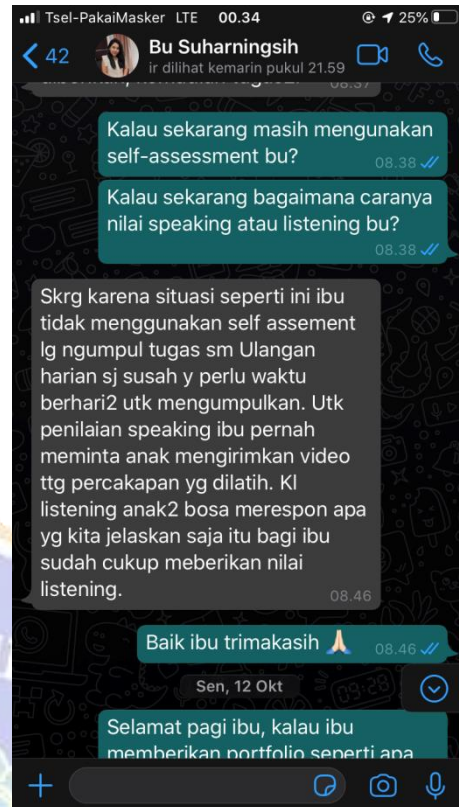 Tsel-PakaiMasker LTE 00.34 25%
42 Bu Suharningsih
ir dilihat kemarin pukul 21.59
08.37
Kalau sekarang masih mengunakan
self-assessment bu?
08.38
Kalau sekarang bagaimana caranya
nilai speaking atau listening bu?
08.38
Skrg karena situasi seperti ini ibu
tidak menggunakan self assement
lg ngumpul tugas sm Ulangan
harian sj susah y perlu waktu
berhari2 utk mengumpulkan. Utk
penilaian speaking ibu pernah
meminta anak mengirimkan video
ttg percakapan yg dilatih. Kl
listening anak2 bosa merespon apa
yg kita jelaskan saja itu bagi ibu
sudah cukup meberikan nilai
listening.
08.46
Baik ibu trimakasih 🙏🏻 08.46
Sen, 12 Okt
Selamat pagi ibu, kalau ibu
memberikan portfolio seperti apa